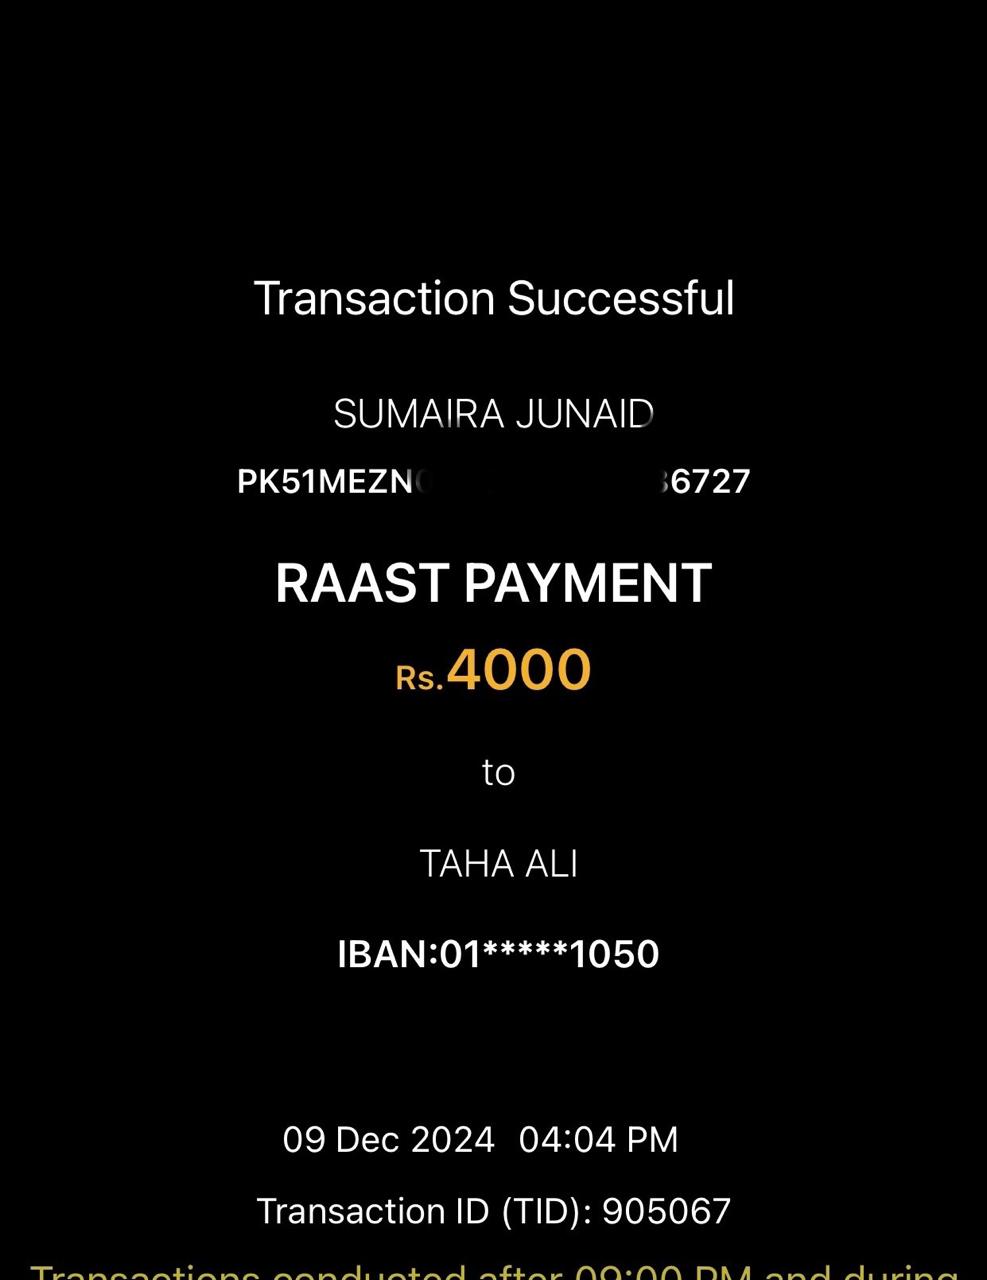 Transaction Successful
SUMAIRA JUNAID
PK51MEZN 6727
RAAST PAYMENT
Rs.4000
to
TAHA ALI
IBAN:01*****1050
09 Dec 2024 04:04 PM
Transaction ID (TID): 905067
Transactions conducted after 09:00 PM and during